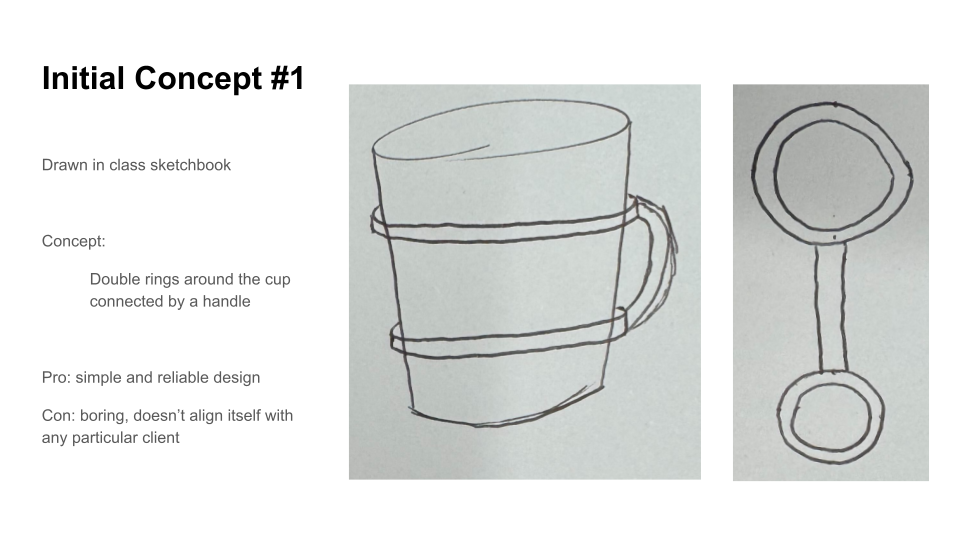 Initial Concept #1
Drawn in class sketchbook
Concept:
Double rings around the cup
connected by a handle
Pro: simple and reliable design
Con: boring, doesn’t align itself with
any particular client